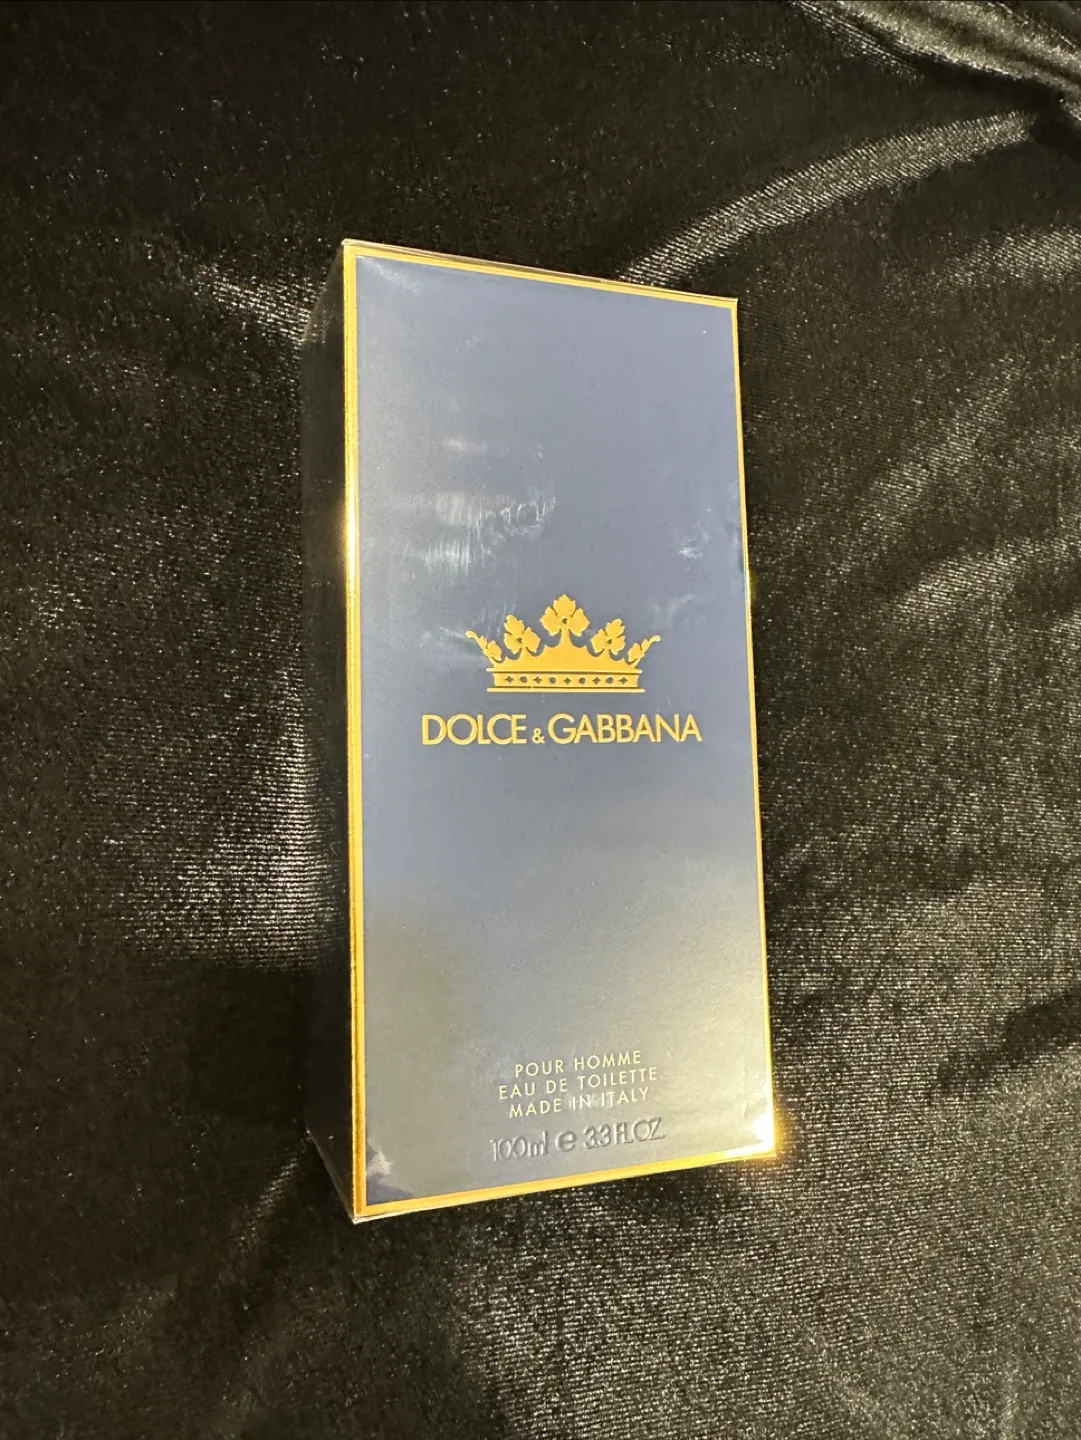 DOLCE & GABBANA
POUR HOMME
EAU DE TOILETTE
MADE IN ITALY
100ml e 3.3 FL.OZ.